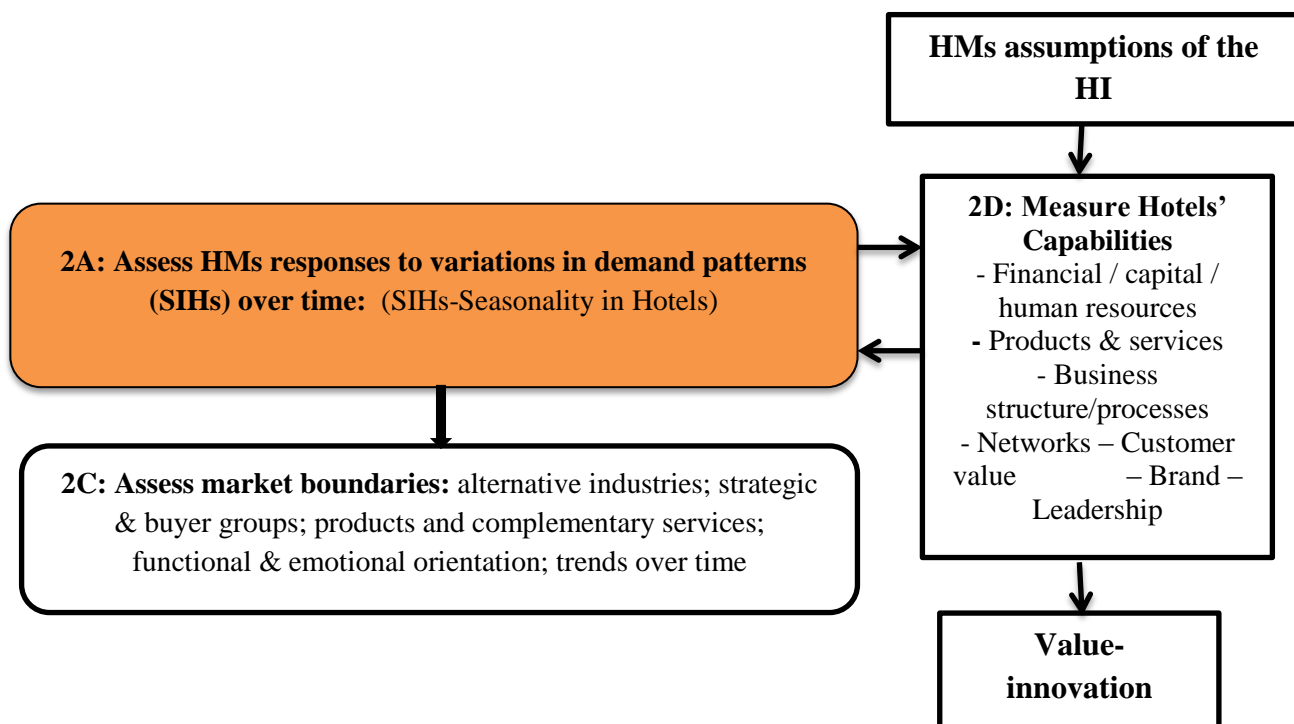 HMs assumptions of the
HI
2A: Assess HMs responses to variations in demand patterns
(SIHs) over time: (SIHs-Seasonality in Hotels)
2D: Measure Hotels’
Capabilities
- Financial / capital /
human resources
- Products & services
- Business
structure/processes
- Networks – Customer
value – Brand –
Leadership
2C: Assess market boundaries: alternative industries; strategic
& buyer groups; products and complementary services;
functional & emotional orientation; trends over time
Value-
innovation